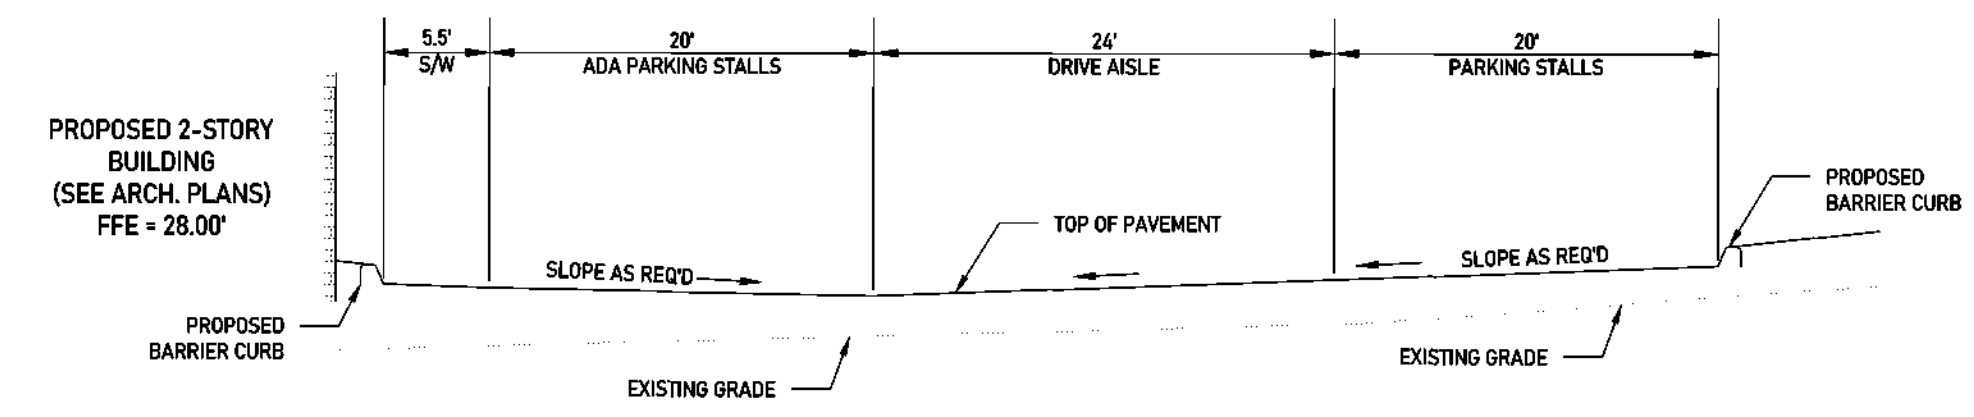 5.5'
S/W
20'
ADA PARKING STALLS
24'
DRIVE AISLE
20'
PARKING STALLS
PROPOSED 2-STORY
BUILDING
(SEE ARCH. PLANS)
FFE = 28.00'
PROPOSED
BARRIER CURB
TOP OF PAVEMENT
SLOPE AS REQ'D
SLOPE AS REQ'D
PROPOSED
BARRIER CURB
EXISTING GRADE
EXISTING GRADE